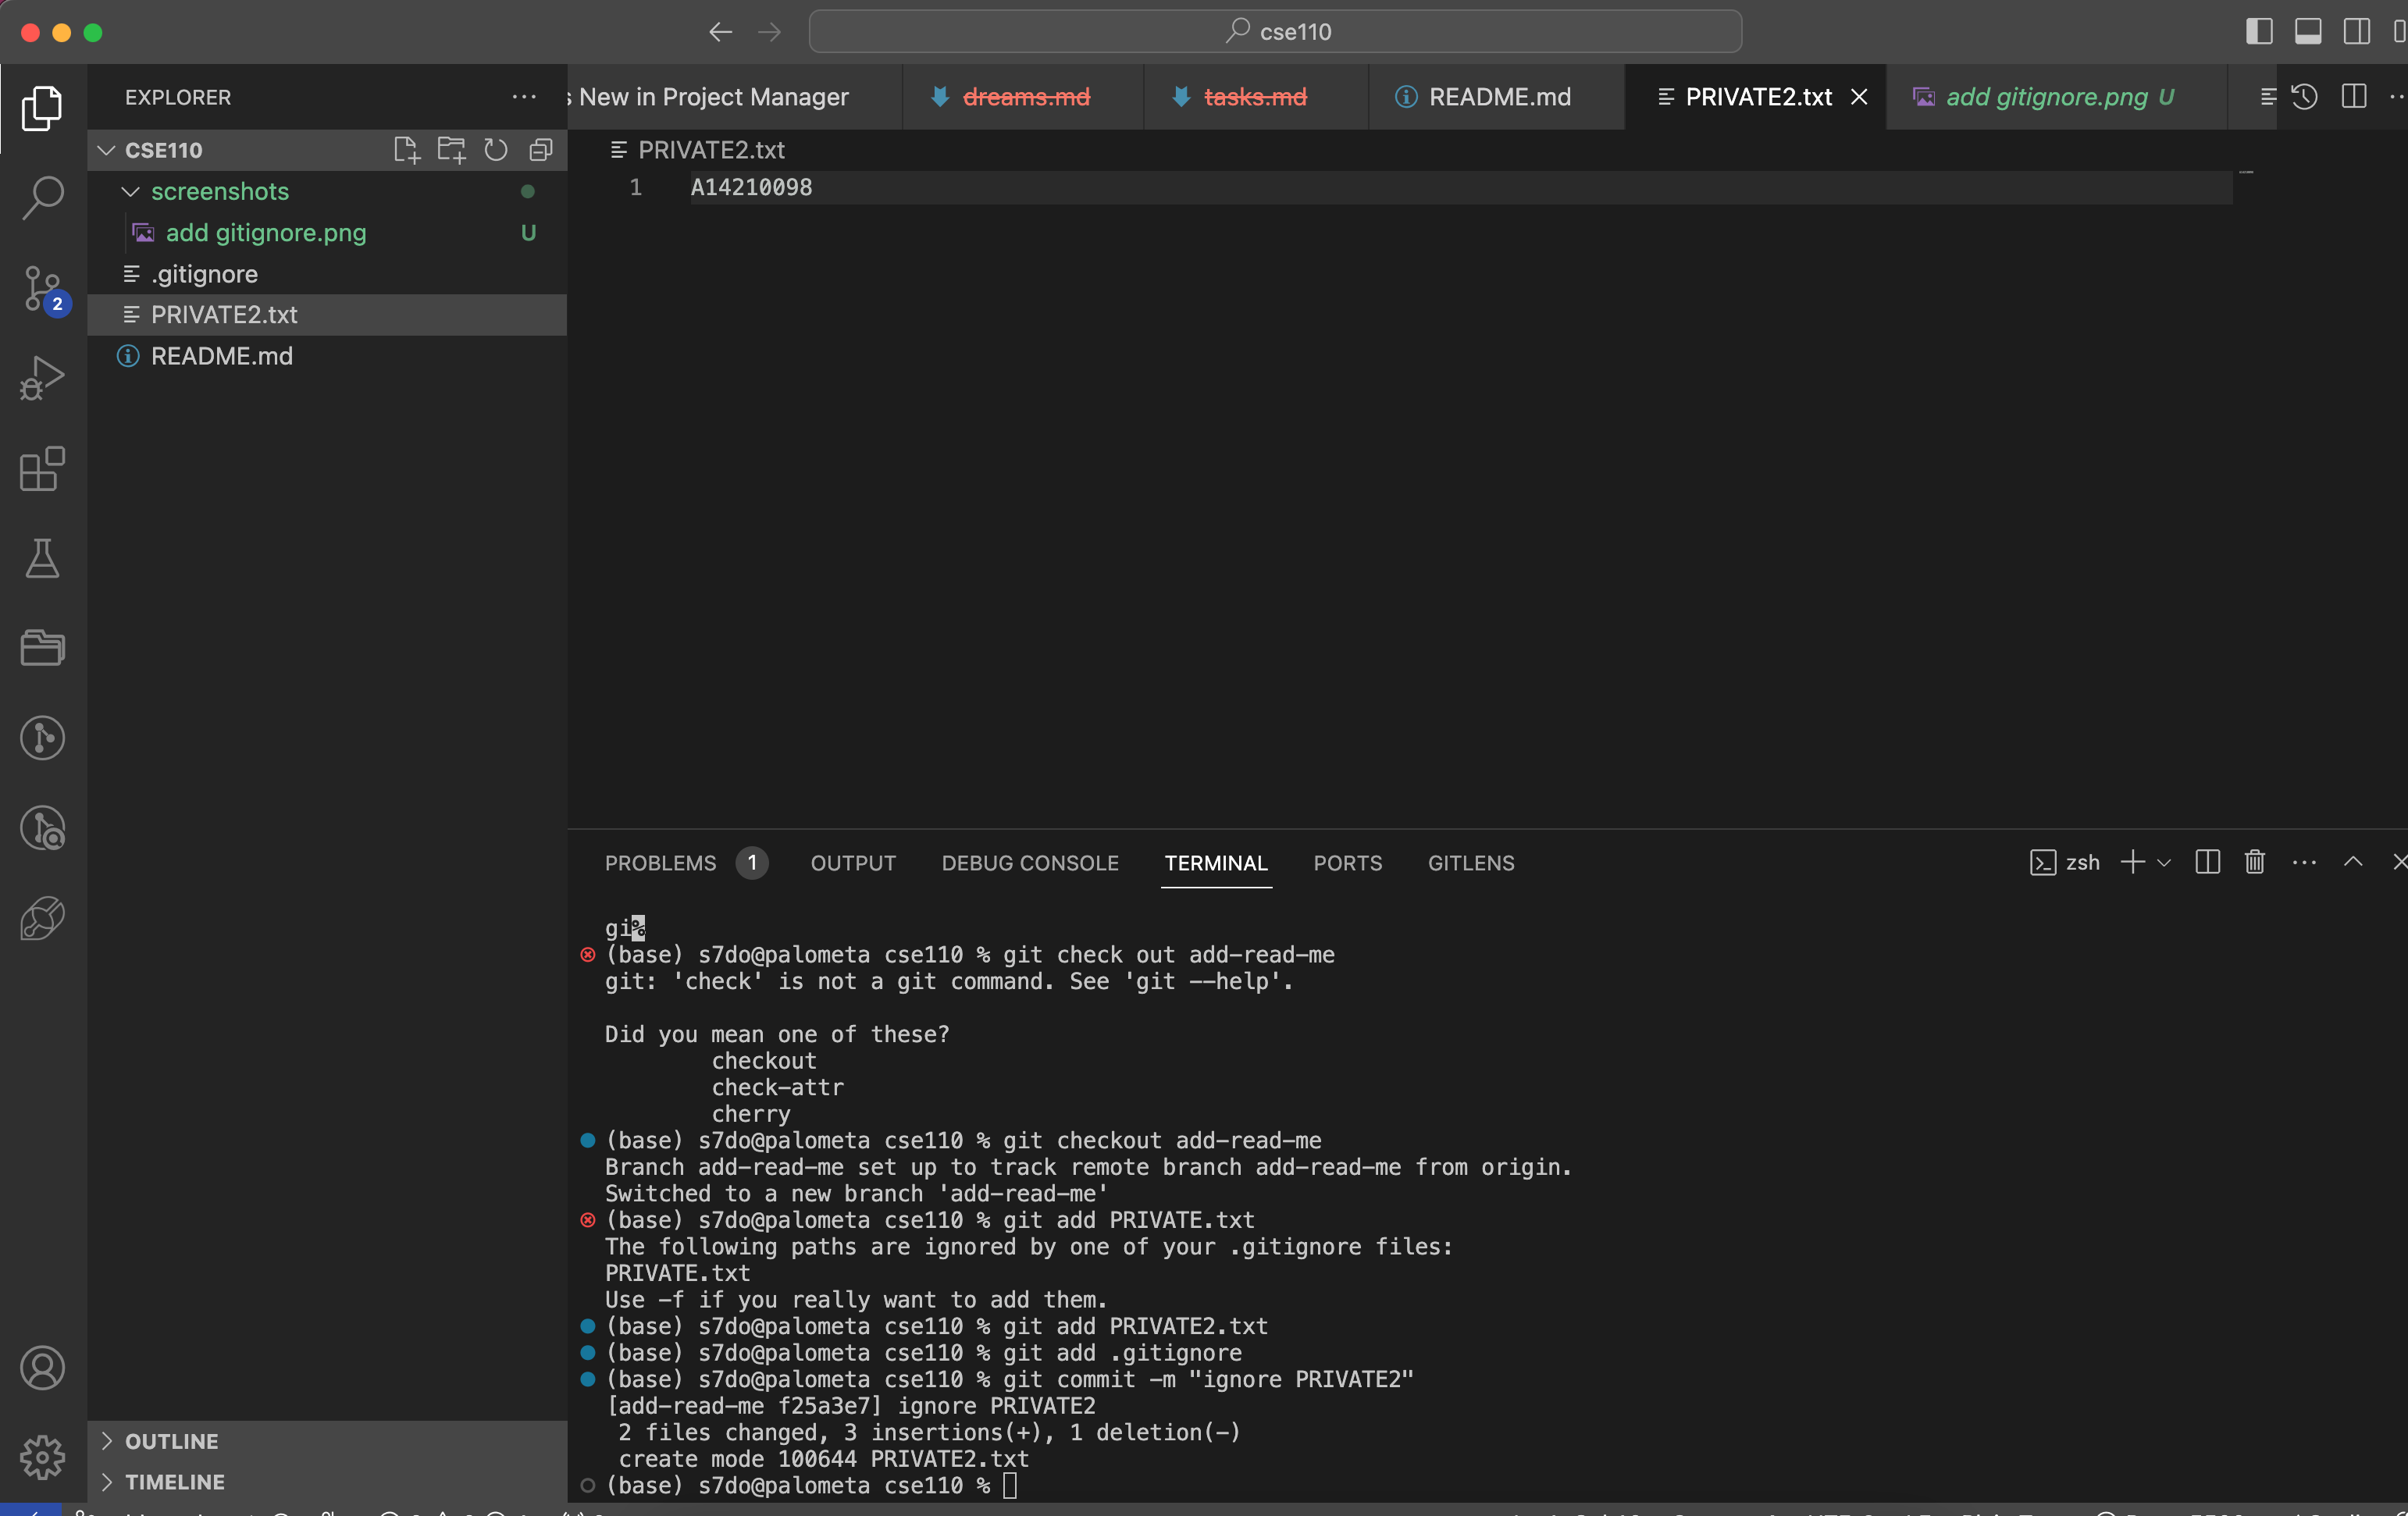 cse110
EXPLORER
New in Project Manager
dreams.md
tasks.md
README.md
PRIVATE2.txt
add gitignore.png U
CSE110
screenshots
add gitignore.png U
.gitignore
PRIVATE2.txt
README.md
2
PRIVATE2.txt
1 A14210098
PROBLEMS 1 OUTPUT DEBUG CONSOLE TERMINAL PORTS GITLENS
zsh
gi%
(base) s7do@palometa cse110 % git check out add-read-me
git: 'check' is not a git command. See 'git --help'.
Did you mean one of these?
checkout
check-attr
cherry
(base) s7do@palometa cse110 % git checkout add-read-me
Branch add-read-me set up to track remote branch add-read-me from origin.
Switched to a new branch 'add-read-me'
(base) s7do@palometa cse110 % git add PRIVATE.txt
The following paths are ignored by one of your .gitignore files:
PRIVATE.txt
Use -f if you really want to add them.
(base) s7do@palometa cse110 % git add PRIVATE2.txt
(base) s7do@palometa cse110 % git add .gitignore
(base) s7do@palometa cse110 % git commit -m "ignore PRIVATE2"
[add-read-me f25a3e7] ignore PRIVATE2
2 files changed, 3 insertions(+), 1 deletion(-)
create mode 100644 PRIVATE2.txt
(base) s7do@palometa cse110 %
OUTLINE
TIMELINE